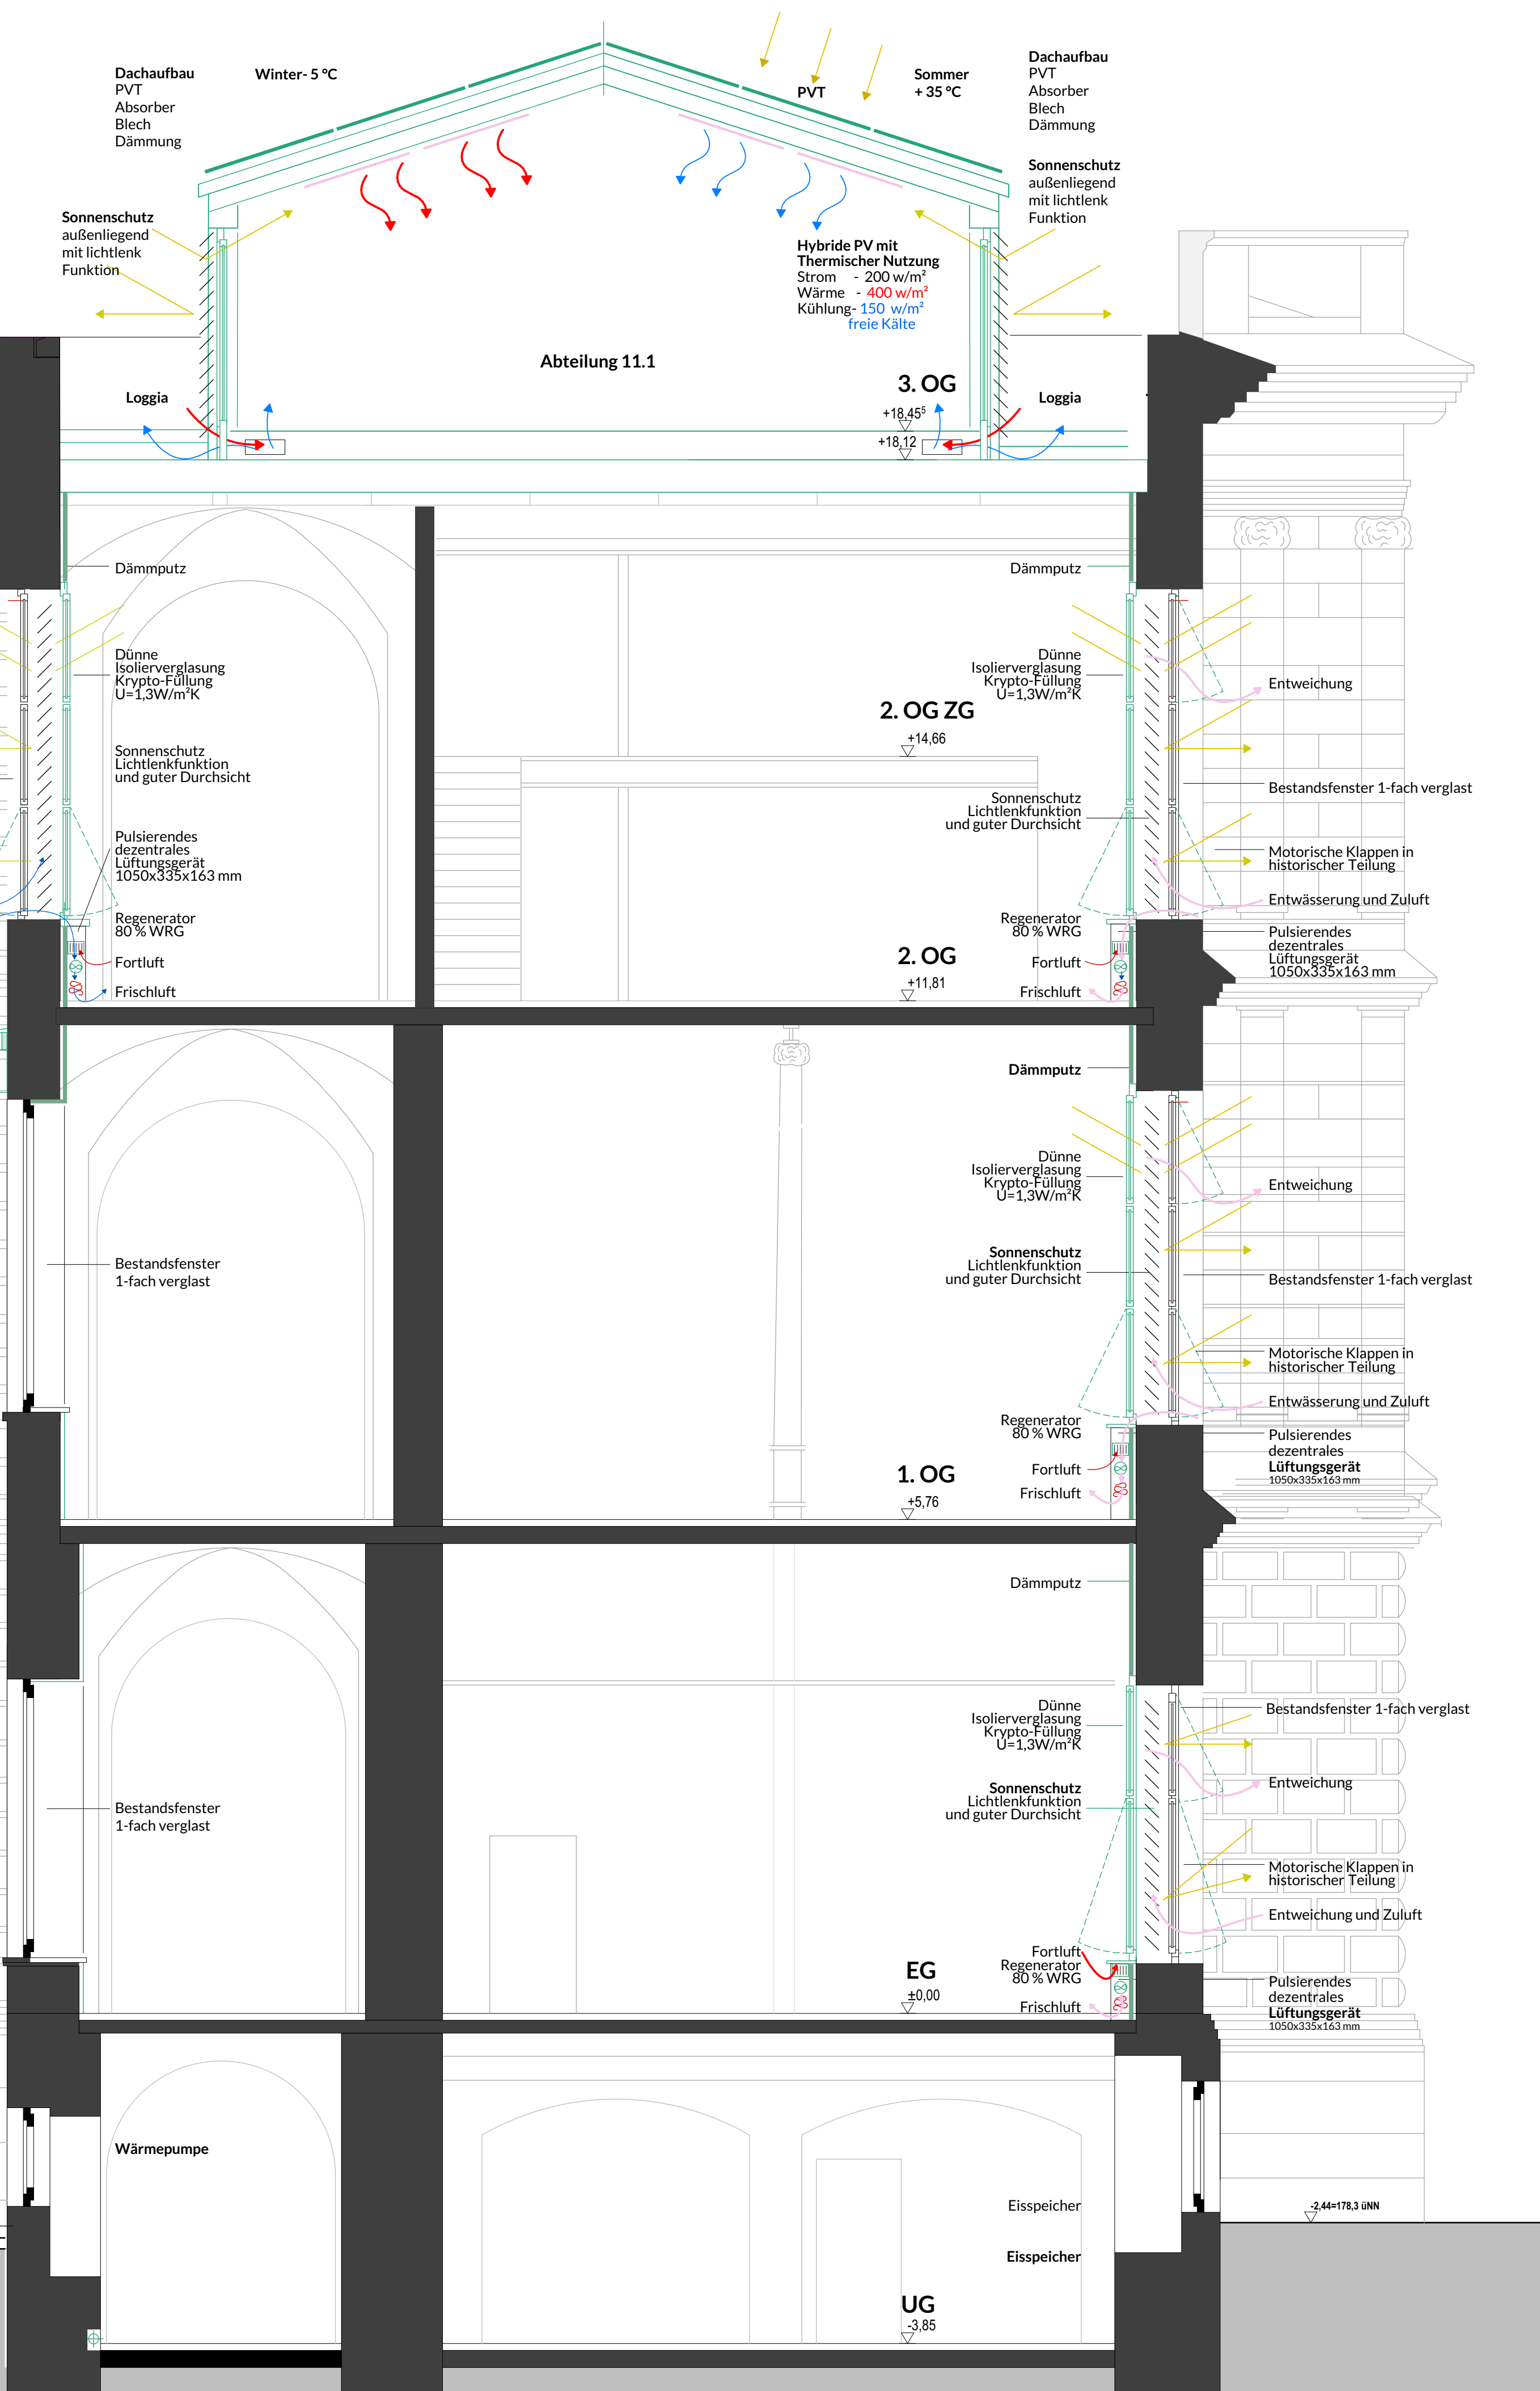 Dachaufbau
PVT
Absorber
Blech
Dämmung
Winter- 5 °C
PVT
Sommer
+ 35 °C
Dachaufbau
PVT
Absorber
Blech
Dämmung
Sonnenschutz
außenliegend
mit lichtlenk
Funktion
Sonnenschutz
außenliegend
mit lichtlenk
Funktion
Hybride PV mit
Thermischer Nutzung
Strom - 200 w/m²
Wärme - 400 w/m²
Kühlung- 150 w/m²
freie Kälte
Abteilung 11.1
3. OG
+18,45⁵
+18,12
Loggia
Loggia
Dämmputz
Dünne
Isolierverglasung
Krypto-Füllung
U=1,3W/m²K
Sonnenschutz
Lichtlenkfunktion
und guter Durchsicht
Pulsierendes
dezentrales
Lüftungsgerät
1050x335x163 mm
Regenerator
80 % WRG
Fortluft
Frischluft
2. OG ZG
+14,66
2. OG
+11,81
Dämmputz
Dünne
Isolierverglasung
Krypto-Füllung
U=1,3W/m²K
Sonnenschutz
Lichtlenkfunktion
und guter Durchsicht
Regenerator
80 % WRG
Fortluft
Frischluft
Entweichung
Bestandsfenster 1-fach verglast
Motorische Klappen in
historischer Teilung
Entwässerung und Zuluft
Pulsierendes
dezentrales
Lüftungsgerät
1050x335x163 mm
Bestandsfenster
1-fach verglast
1. OG
+5,76
Dämmputz
Dünne
Isolierverglasung
Krypto-Füllung
U=1,3W/m²K
Sonnenschutz
Lichtlenkfunktion
und guter Durchsicht
Regenerator
80 % WRG
Fortluft
Frischluft
Entweichung
Bestandsfenster 1-fach verglast
Motorische Klappen in
historischer Teilung
Entwässerung und Zuluft
Pulsierendes
dezentrales
Lüftungsgerät
1050x335x163 mm
Bestandsfenster
1-fach verglast
EG
±0,00
Dämmputz
Dünne
Isolierverglasung
Krypto-Füllung
U=1,3W/m²K
Sonnenschutz
Lichtlenkfunktion
und guter Durchsicht
Fortluft
Regenerator
80 % WRG
Frischluft
Bestandsfenster 1-fach verglast
Entweichung
Motorische Klappen in
historischer Teilung
Entweichung und Zuluft
Pulsierendes
dezentrales
Lüftungsgerät
1050x335x163 mm
Wärmepumpe
Eisspeicher
Eisspeicher
UG
-3,85
-2,44=178,3 üNN